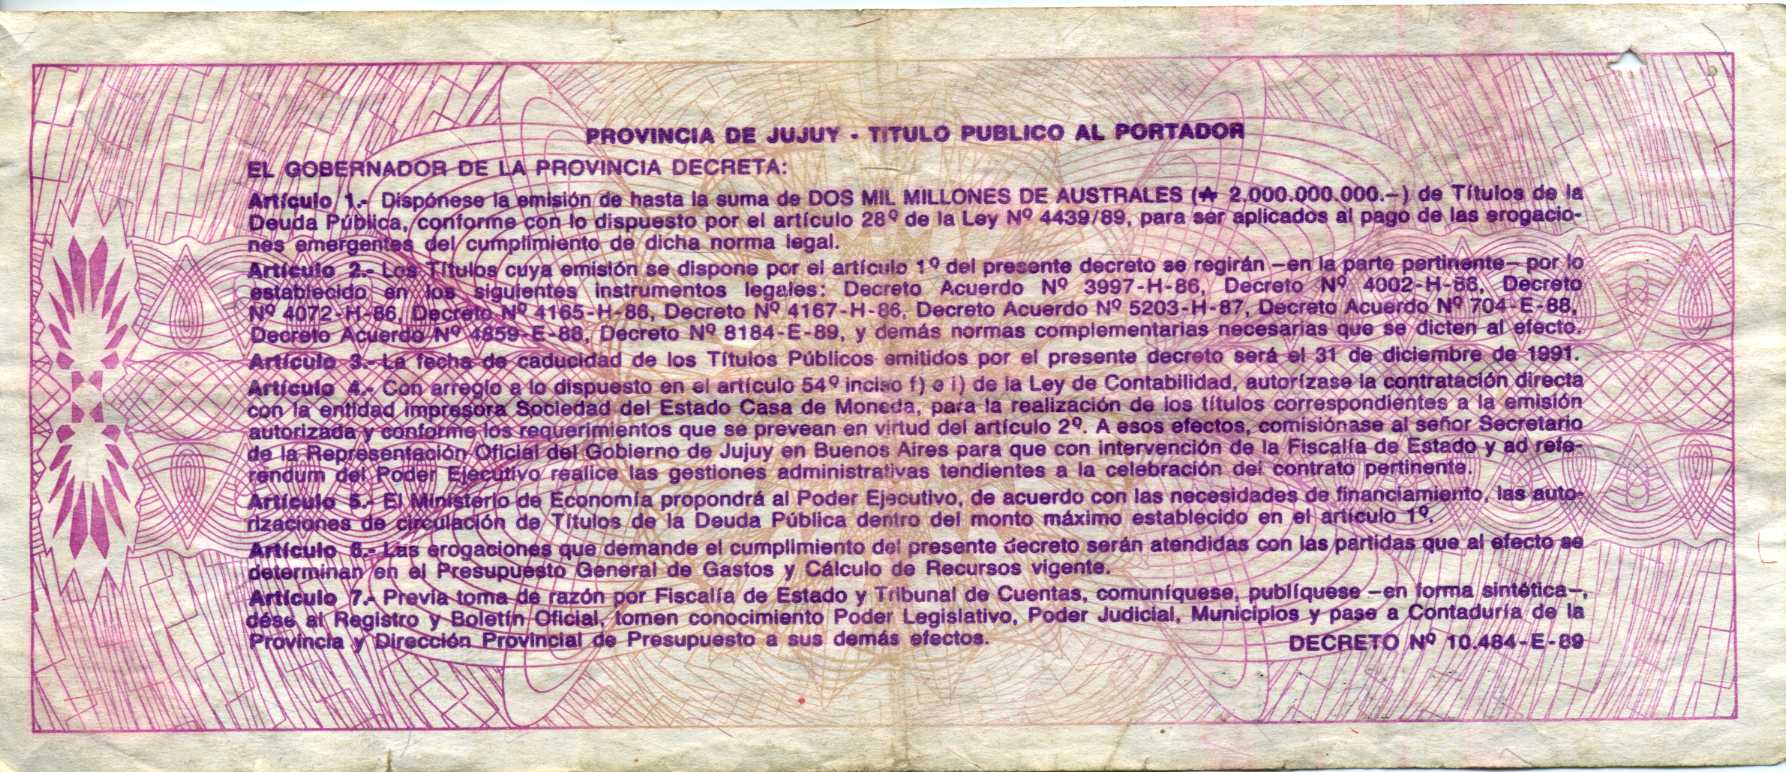 PROVINCIA DE JUJUY - TITULO PUBLICO AL PORTADOR
EL GOBERNADOR DE LA PROVINCIA DECRETA:
Artículo 1.- Dispónese la emisión de hasta la suma de DOS MIL MILLONES DE AUSTRALES (₳ 2.000.000.000.-) de Títulos de la
Deuda Pública, conforme con lo dispuesto por el artículo 28º de la Ley Nº 4439/89, para ser aplicados al pago de las erogacio-
nes emergentes del cumplimiento de dicha norma legal.
Artículo 2.- Los Títulos cuya emisión se dispone por el artículo 1º del presente decreto se regirán —en la parte pertinente— por lo
establecido en los siguientes instrumentos legales: Decreto Acuerdo Nº 3997-H-86, Decreto Nº 4002-H-86, Decreto
Nº 4072-H-86, Decreto Nº 4165-H-86, Decreto Nº 4167-H-86, Decreto Acuerdo Nº 5203-H-87, Decreto Acuerdo Nº 704-E-88,
Decreto Acuerdo Nº 4859-E-88, Decreto Nº 8184-E-89, y demás normas complementarias necesarias que se dicten al efecto.
Artículo 3.- La fecha de caducidad de los Títulos Públicos emitidos por el presente decreto será el 31 de diciembre de 1991.
Artículo 4.- Con arreglo a lo dispuesto en el artículo 54º inciso f) e i) de la Ley de Contabilidad, autorízase la contratación directa
con la entidad impresora Sociedad del Estado Casa de Moneda, para la realización de los títulos correspondientes a la emisión
autorizada y conforme los requerimientos que se prevean en virtud del artículo 2º. A esos efectos, comisiónase al señor Secretario
de la Representación Oficial del Gobierno de Jujuy en Buenos Aires para que con intervención de la Fiscalía de Estado y ad refe-
rendum del Poder Ejecutivo realice las gestiones administrativas tendientes a la celebración del contrato pertinente.
Artículo 5.- El Ministerio de Economía propondrá al Poder Ejecutivo, de acuerdo con las necesidades de financiamiento, las auto-
rizaciones de circulación de Títulos de la Deuda Pública dentro del monto máximo establecido en el artículo 1º.
Artículo 6.- Las erogaciones que demande el cumplimiento del presente decreto serán atendidas con las partidas que al efecto se
determinan en el Presupuesto General de Gastos y Cálculo de Recursos vigente.
Artículo 7.- Previa toma de razón por Fiscalía de Estado y Tribunal de Cuentas, comuníquese, publíquese —en forma sintética—,
dése al Registro y Boletín Oficial, tomen conocimiento Poder Legislativo, Poder Judicial, Municipios y pase a Contaduría de la
Provincia y Dirección Provincial de Presupuesto a sus demás efectos.
DECRETO Nº 10.484-E-89